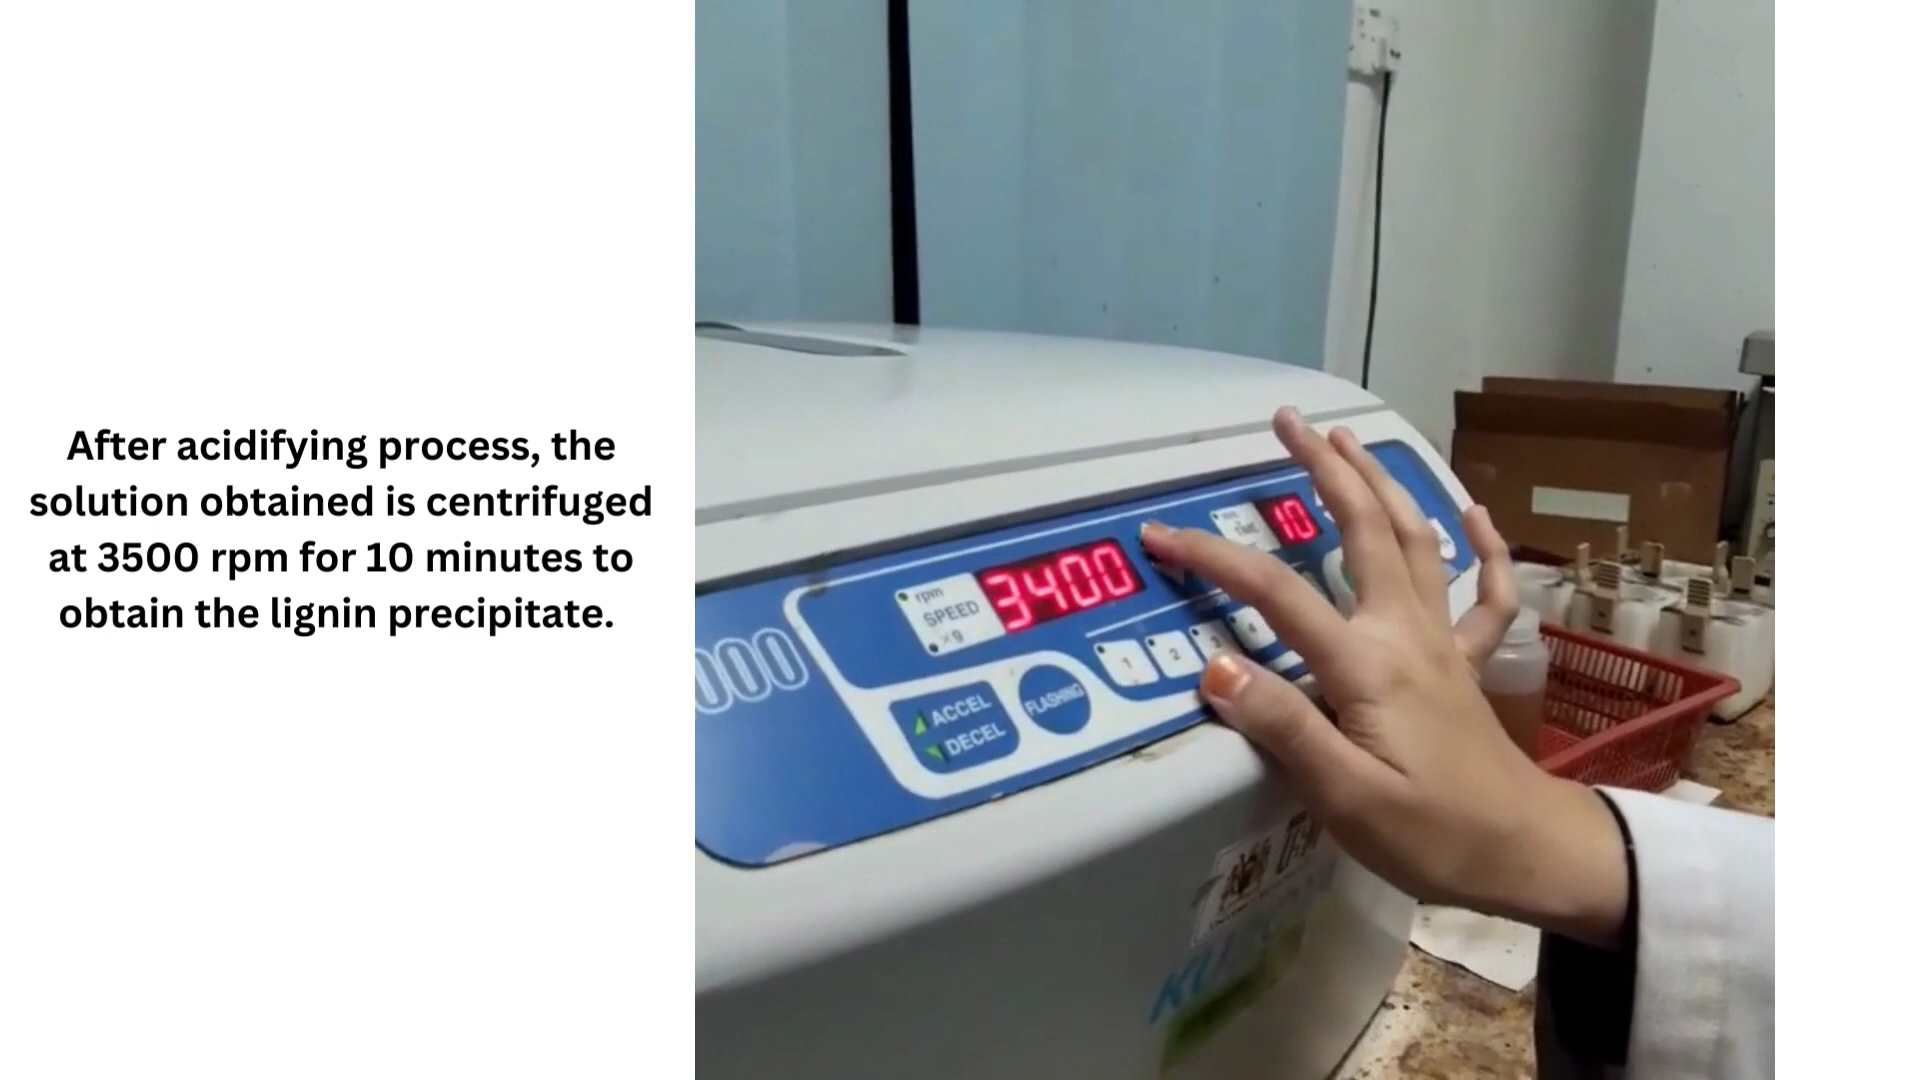 After acidifying process, the
solution obtained is centrifuged
at 3500 rpm for 10 minutes to
obtain the lignin precipitate.
rpm
SPEED
×g
3400
TIME
10
000
1 2 3 4
ACCEL
DECEL
FLASHING